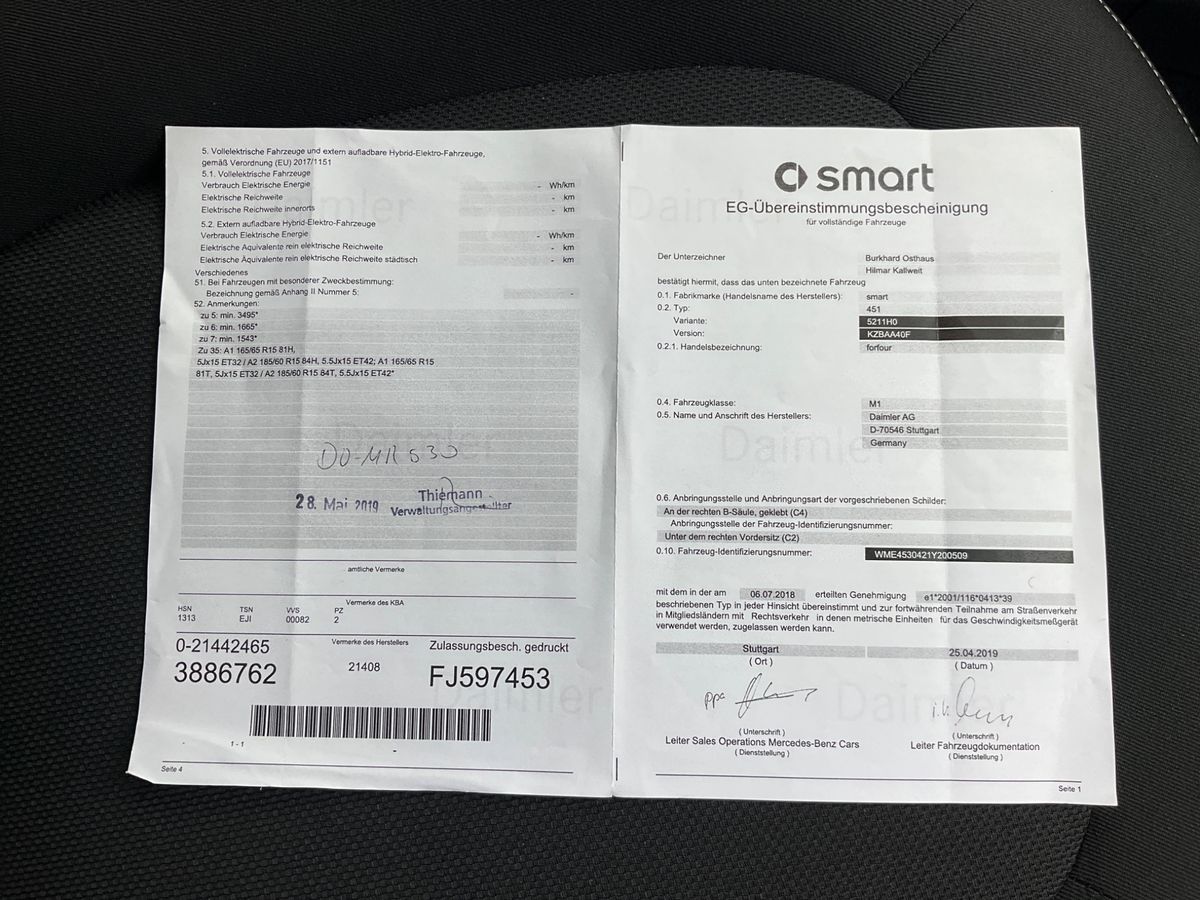 5. Vollelektrische Fahrzeuge und extern aufladbare Hybrid-Elektro-Fahrzeuge,
gemäß Verordnung (EU) 2017/1151
5.1. Vollelektrische Fahrzeuge
Verbrauch Elektrische Energie - Wh/km
Elektrische Reichweite - km
Elektrische Reichweite innerorts - km
5.2. Extern aufladbare Hybrid-Elektro-Fahrzeuge
Verbrauch Elektrische Energie - Wh/km
Elektrische Äquivalente rein elektrische Reichweite - km
Elektrische Äquivalente rein elektrische Reichweite städtisch - km
Verschiedenes
51. Bei Fahrzeugen mit besonderer Zweckbestimmung:
Bezeichnung gemäß Anhang II Nummer 5: -
52. Anmerkungen:
zu 5: min. 3495*
zu 6: min. 1665*
zu 7: min. 1543*
Zu 35: A1 165/65 R15 81H,
5Jx15 ET32 / A2 185/60 R15 84H, 5.5Jx15 ET42; A1 165/65 R15
81T, 5Jx15 ET32 / A2 185/60 R15 84T, 5.5Jx15 ET42*
DO-MR 530
28. Mai 2019 Thiemann
Verwaltungsangestellter
amtliche Vermerke
Vermerke des KBA
HSN TSN VVS PZ
1313 EJI 00082 2
0-21442465 Vermerke des Herstellers Zulassungsbesch. gedruckt
3886762 21408 FJ597453
1 - 1
Seite 4
smart
EG-Übereinstimmungsbescheinigung
für vollständige Fahrzeuge
Daimler
Der Unterzeichner Burkhard Osthaus
Hilmar Kallweit
bestätigt hiermit, dass das unten bezeichnete Fahrzeug
0.1. Fabrikmarke (Handelsname des Herstellers): smart
0.2. Typ: 451
Variante: 5211H0
Version: KZBAA40F
0.2.1. Handelsbezeichnung: forfour
0.4. Fahrzeugklasse: M1
0.5. Name und Anschrift des Herstellers: Daimler AG
D-70546 Stuttgart
Germany
Daimler
0.6. Anbringungsstelle und Anbringungsart der vorgeschriebenen Schilder:
An der rechten B-Säule, geklebt (C4)
Anbringungsstelle der Fahrzeug-Identifizierungsnummer:
Unter dem rechten Vordersitz (C2)
0.10. Fahrzeug-Identifizierungsnummer: WME4530421Y200509
mit dem in der am 06.07.2018 erteilten Genehmigung e1*2001/116*0413*39
beschriebenen Typ in jeder Hinsicht übereinstimmt und zur fortwährenden Teilnahme am Straßenverkehr
in Mitgliedsländern mit Rechtsverkehr in denen metrische Einheiten für das Geschwindigkeitsmeßgerät
verwendet werden, zugelassen werden kann.
Stuttgart 25.04.2019
( Ort ) ( Datum )
Daimler
ppa i.V.
( Unterschrift ) ( Unterschrift )
Leiter Sales Operations Mercedes-Benz Cars Leiter Fahrzeugdokumentation
( Dienststellung ) ( Dienststellung )
Seite 1